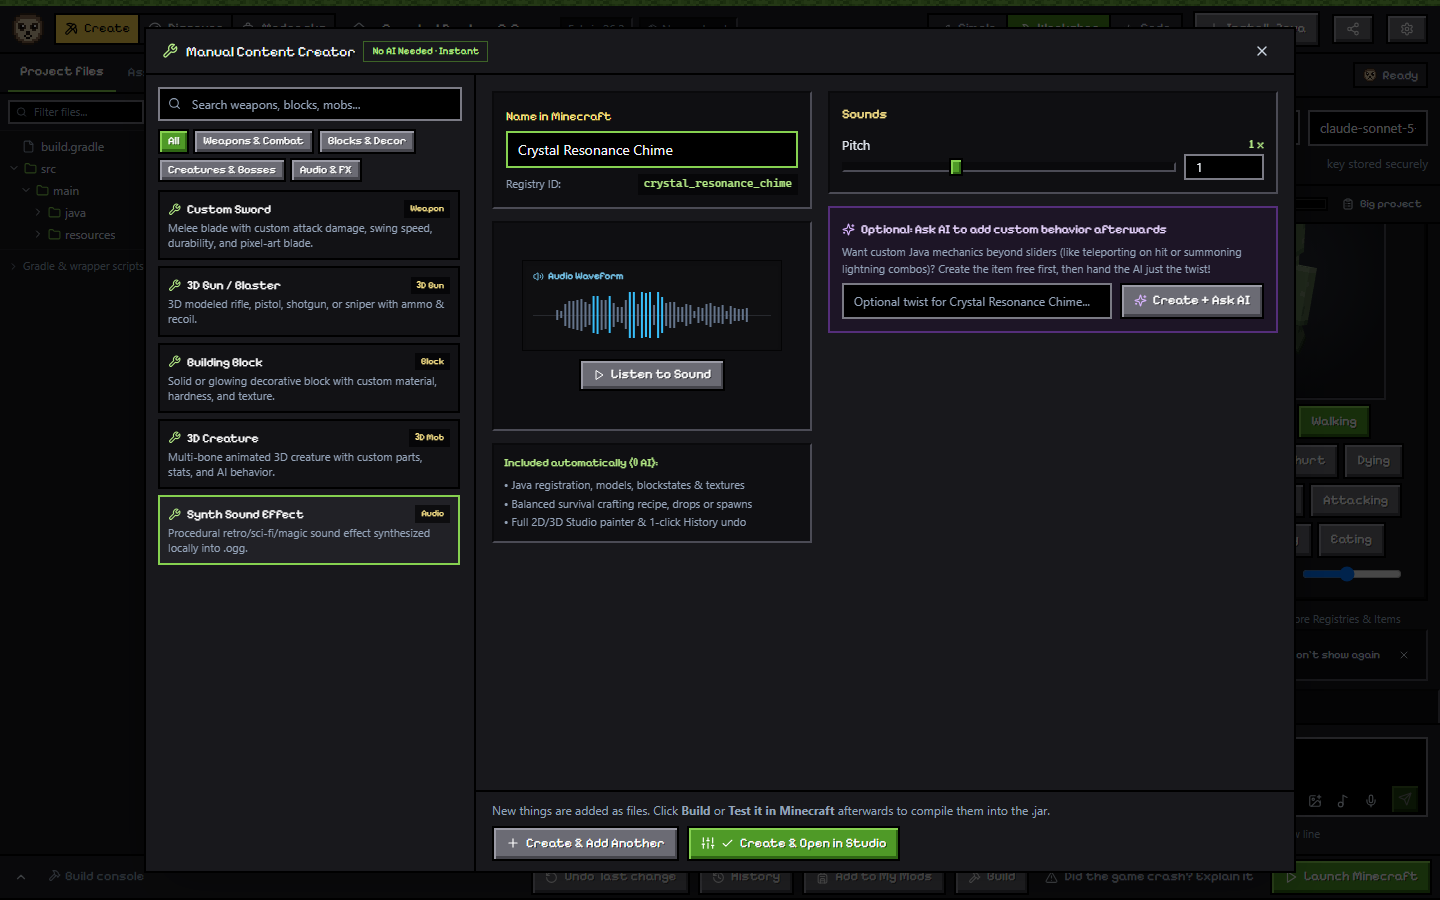 Create
Manual Content Creator
No AI Needed · Instant
Project Files
Filter files...
build.gradle
src
main
java
resources
Gradle & wrapper scripts
Search weapons, blocks, mobs...
All
Weapons & Combat
Blocks & Decor
Creatures & Bosses
Audio & FX
Custom Sword
Weapon
Melee blade with custom attack damage, swing speed,
durability, and pixel-art blade.
3D Gun / Blaster
3D Gun
3D modeled rifle, pistol, shotgun, or sniper with ammo &
recoil.
Building Block
Block
Solid or glowing decorative block with custom material,
hardness, and texture.
3D Creature
3D Mob
Multi-bone animated 3D creature with custom parts,
stats, and AI behavior.
Synth Sound Effect
Audio
Procedural retro/sci-fi/magic sound effect synthesized
locally into .ogg.
Name in Minecraft
Crystal Resonance Chime
Registry ID:
crystal_resonance_chime
Audio Waveform
Listen to Sound
Included automatically (0 AI):
• Java registration, models, blockstates & textures
• Balanced survival crafting recipe, drops or spawns
• Full 2D/3D Studio painter & 1-click History undo
Sounds
Pitch
1 x
1
Optional: Ask AI to add custom behavior afterwards
Want custom Java mechanics beyond sliders (like teleporting on hit or summoning
lightning combos)? Create the item free first, then hand the AI just the twist!
Optional twist for Crystal Resonance Chime...
Create + Ask AI
New things are added as files. Click Build or Test it in Minecraft afterwards to compile them into the .jar.
Create & Add Another
Create & Open in Studio
Ready
claude-sonnet-5-
key stored securely
Big project
Walking
hurt
Dying
Attacking
Eating
ore Registries & Items
on't show again
w line
Build console
Undo last change
History
Add to My Mods
Build
Did the game crash? Explain it
Launch Minecraft